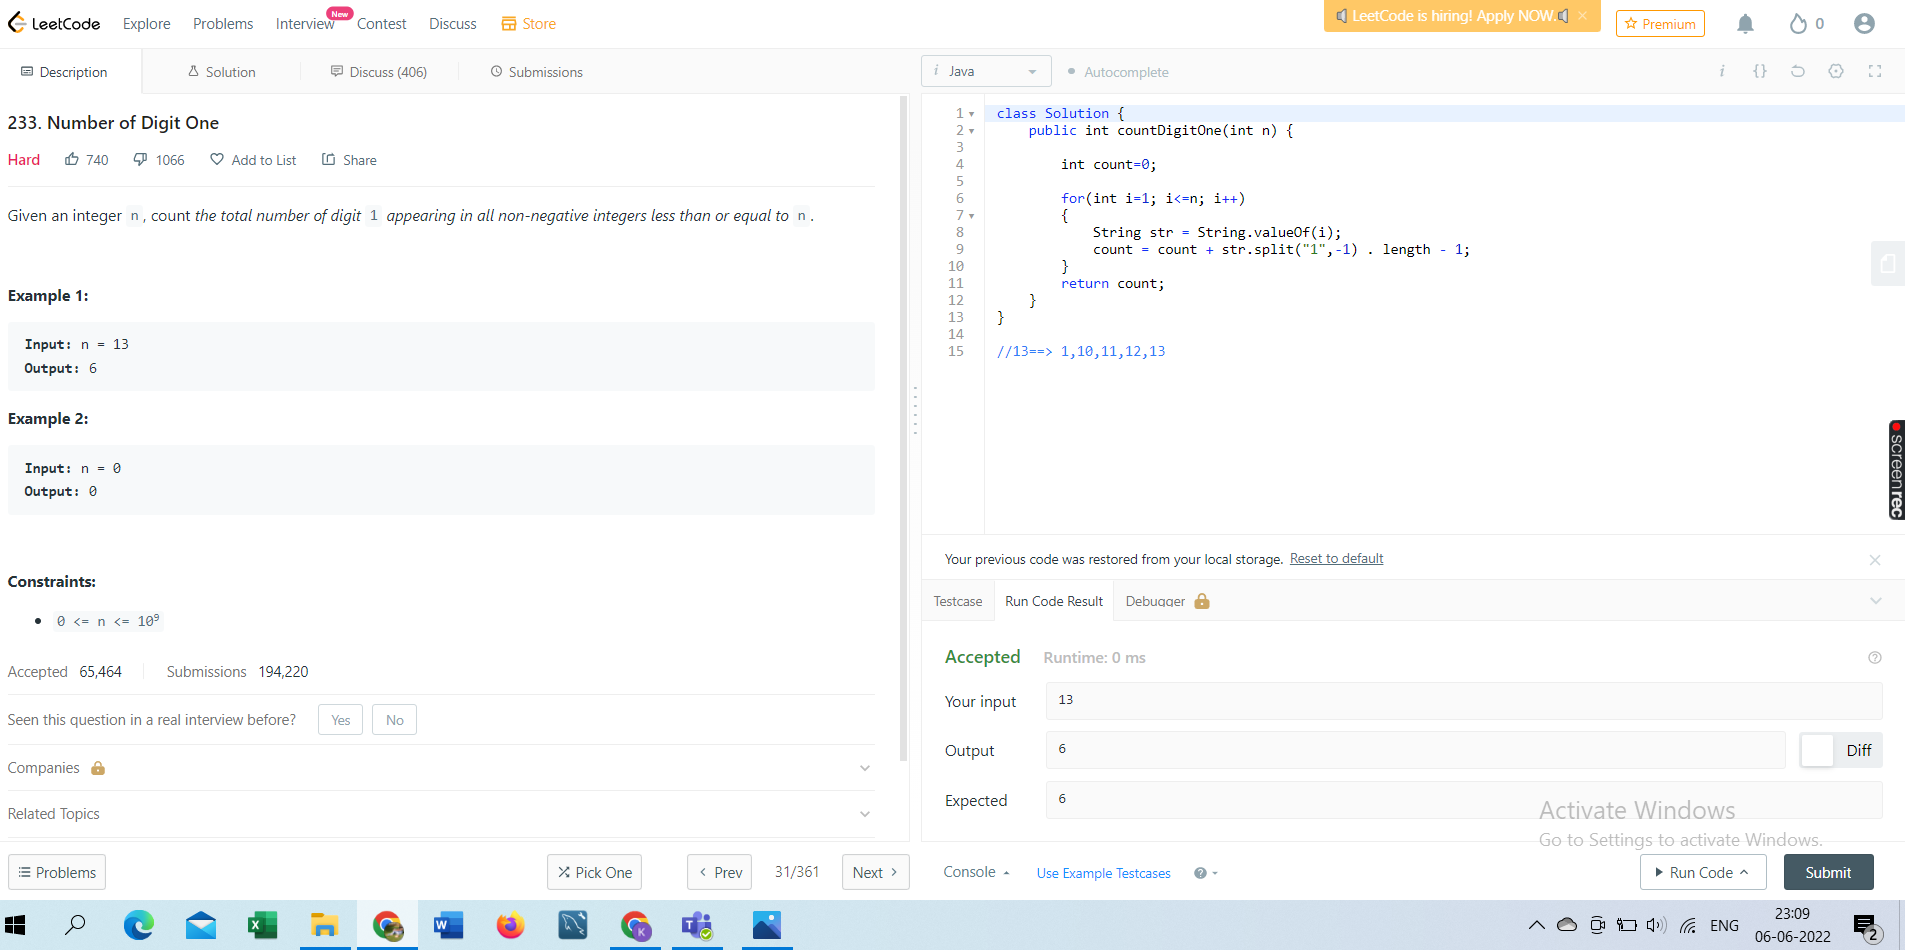 LeetCode Explore Problems Interview New Contest Discuss Store LeetCode is hiring! Apply NOW. Premium 0
Description Solution Discuss (406) Submissions
233. Number of Digit One
Hard 740 1066 Add to List Share
Given an integer n, count the total number of digit 1 appearing in all non-negative integers less than or equal to n.
Example 1:
Input: n = 13
Output: 6
Example 2:
Input: n = 0
Output: 0
Constraints:
0 <= n <= 10⁹
Accepted 65,464 Submissions 194,220
Seen this question in a real interview before? Yes No
Companies
Related Topics
Problems Pick One Prev 31/361 Next
i Java Autocomplete i {}
1 class Solution {
2 public int countDigitOne(int n) {
3
4 int count=0;
5
6 for(int i=1; i<=n; i++)
7 {
8 String str = String.valueOf(i);
9 count = count + str.split("1",-1) . length - 1;
10 }
11 return count;
12 }
13 }
14
15 //13==> 1,10,11,12,13
screenrec
Your previous code was restored from your local storage. Reset to default
Testcase Run Code Result Debugger
Accepted Runtime: 0 ms
Your input 13
Output 6 Diff
Expected 6
Activate Windows
Go to Settings to activate Windows.
Console Use Example Testcases Run Code Submit
K T ENG 23:09
06-06-2022 2